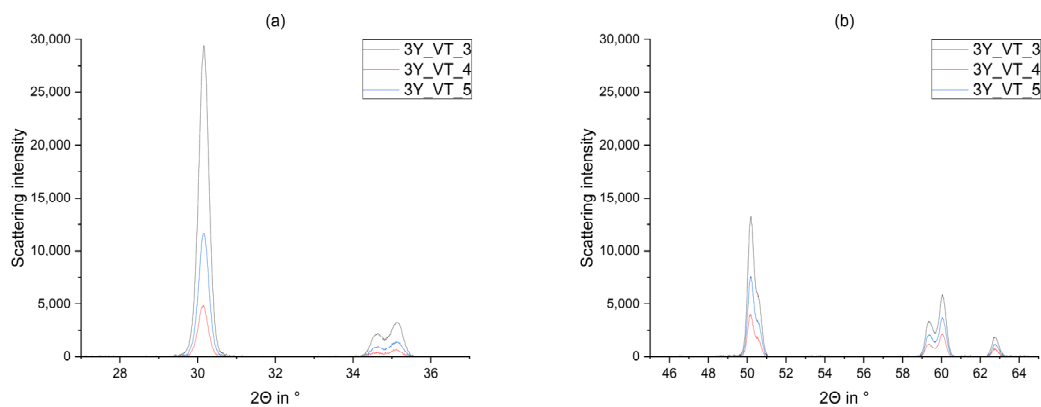 (a)
30,000
25,000
20,000
15,000
10,000
5,000
0
Scattering intensity
28
30
32
34
36
2Θ in °
3Y_VT_3
3Y_VT_4
3Y_VT_5
(b)
30,000
25,000
20,000
15,000
10,000
5,000
0
Scattering intensity
46
48
50
52
54
56
58
60
62
64
2Θ in °
3Y_VT_3
3Y_VT_4
3Y_VT_5